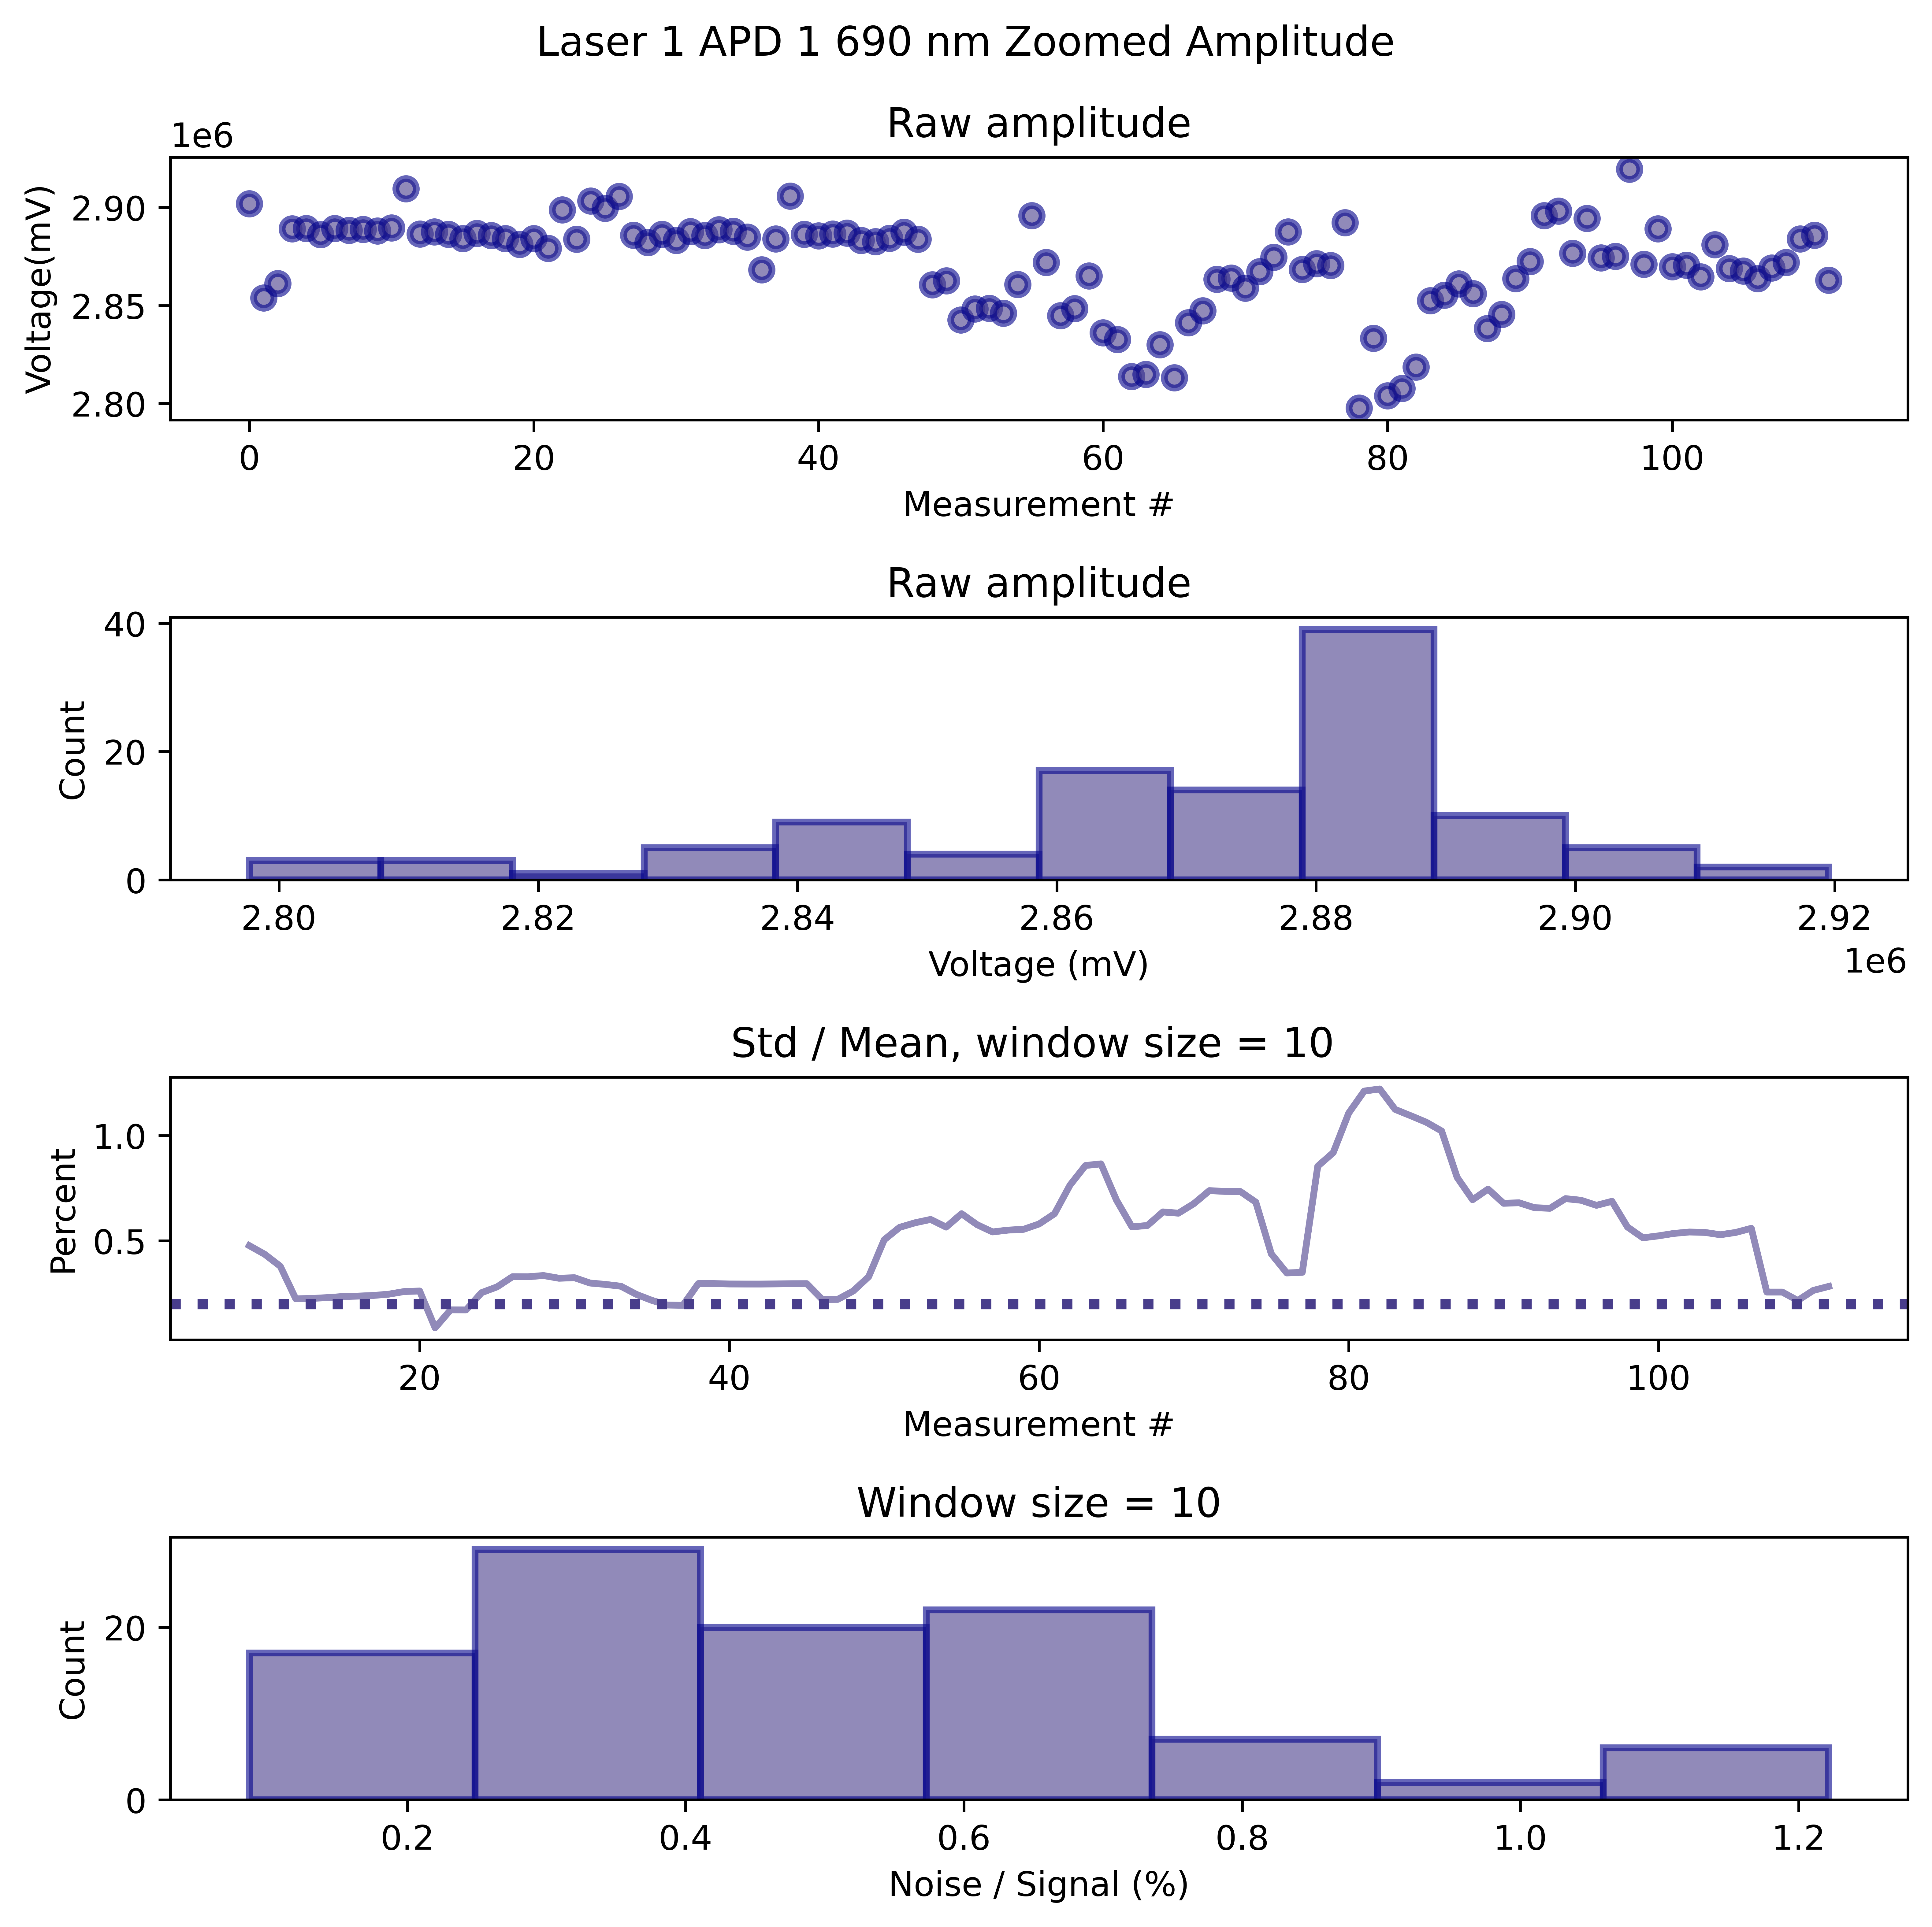 Laser 1 APD 1 690 nm Zoomed Amplitude
Raw amplitude
1e6
Voltage(mV)
2.90
2.85
2.80
0 20 40 60 80 100
Measurement #
Raw amplitude
Count
40
20
0
2.80 2.82 2.84 2.86 2.88 2.90 2.92
Voltage (mV)
1e6
Std / Mean, window size = 10
Percent
1.0
0.5
20 40 60 80 100
Measurement #
Window size = 10
Count
20
0
0.2 0.4 0.6 0.8 1.0 1.2
Noise / Signal (%)